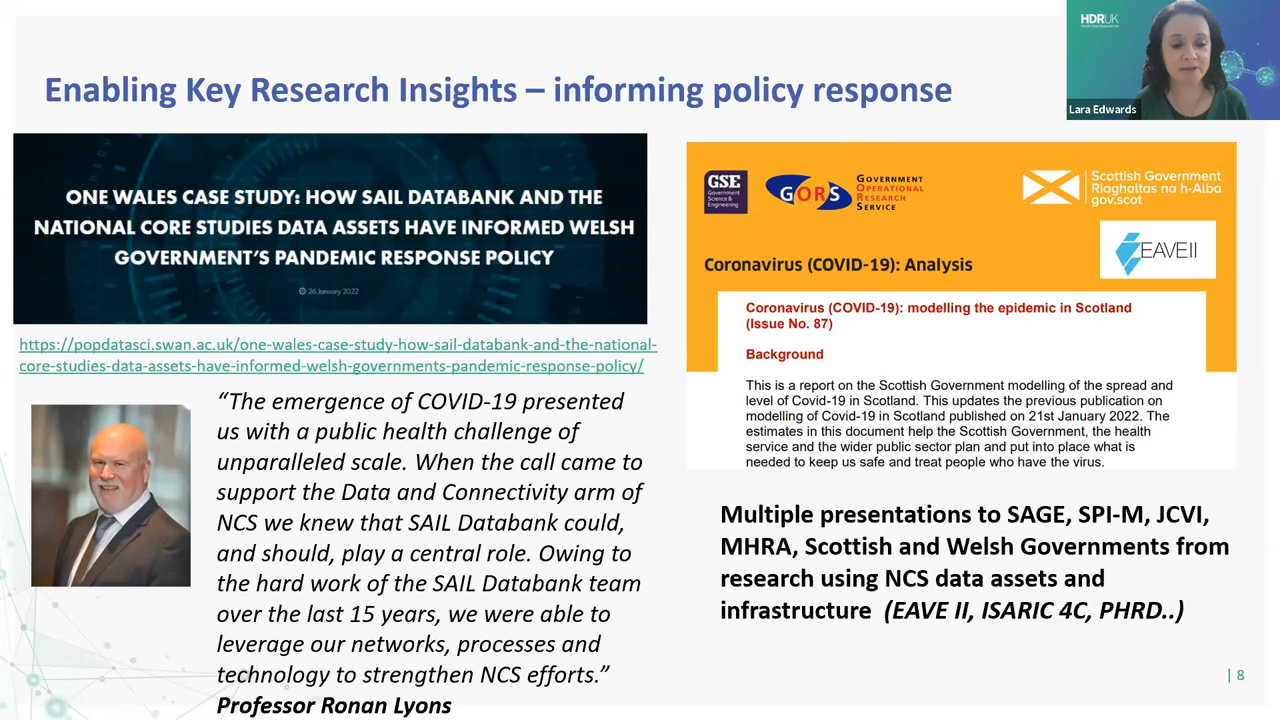 HDRUK
Lara Edwards
Enabling Key Research Insights – informing policy response
ONE WALES CASE STUDY: HOW SAIL DATABANK AND THE
NATIONAL CORE STUDIES DATA ASSETS HAVE INFORMED WELSH
GOVERNMENT'S PANDEMIC RESPONSE POLICY
26 January 2022
https://popdatasci.swan.ac.uk/one-wales-case-study-how-sail-databank-and-the-national-
core-studies-data-assets-have-informed-welsh-governments-pandemic-response-policy/
“The emergence of COVID-19 presented
us with a public health challenge of
unparalleled scale. When the call came to
support the Data and Connectivity arm of
NCS we knew that SAIL Databank could,
and should, play a central role. Owing to
the hard work of the SAIL Databank team
over the last 15 years, we were able to
leverage our networks, processes and
technology to strengthen NCS efforts.”
Professor Ronan Lyons
GSE
Government
Science &
Engineering
GORS
GOVERNMENT
OPERATIONAL
RESEARCH
SERVICE
Scottish Government
Riaghaltas na h-Alba
gov.scot
EAVEII
Coronavirus (COVID-19): Analysis
Coronavirus (COVID-19): modelling the epidemic in Scotland
(Issue No. 87)
Background
This is a report on the Scottish Government modelling of the spread and
level of Covid-19 in Scotland. This updates the previous publication on
modelling of Covid-19 in Scotland published on 21st January 2022. The
estimates in this document help the Scottish Government, the health
service and the wider public sector plan and put into place what is
needed to keep us safe and treat people who have the virus.
Multiple presentations to SAGE, SPI-M, JCVI,
MHRA, Scottish and Welsh Governments from
research using NCS data assets and
infrastructure (EAVE II, ISARIC 4C, PHRD..)
| 8